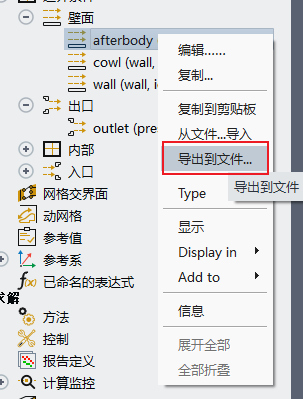 壁面
afterbody
cowl (wall,
wall (wall, i
出口
outlet (pre
内部
入口
网格交界面
动网格
参考值
参考系
已命名的表达式
求解
方法
控制
报告定义
计算监控
编辑......
复制...
复制到剪贴板
从文件...导入
导出到文件...
导出到文件
Type
显示
Display in
Add to
信息
展开全部
全部折叠